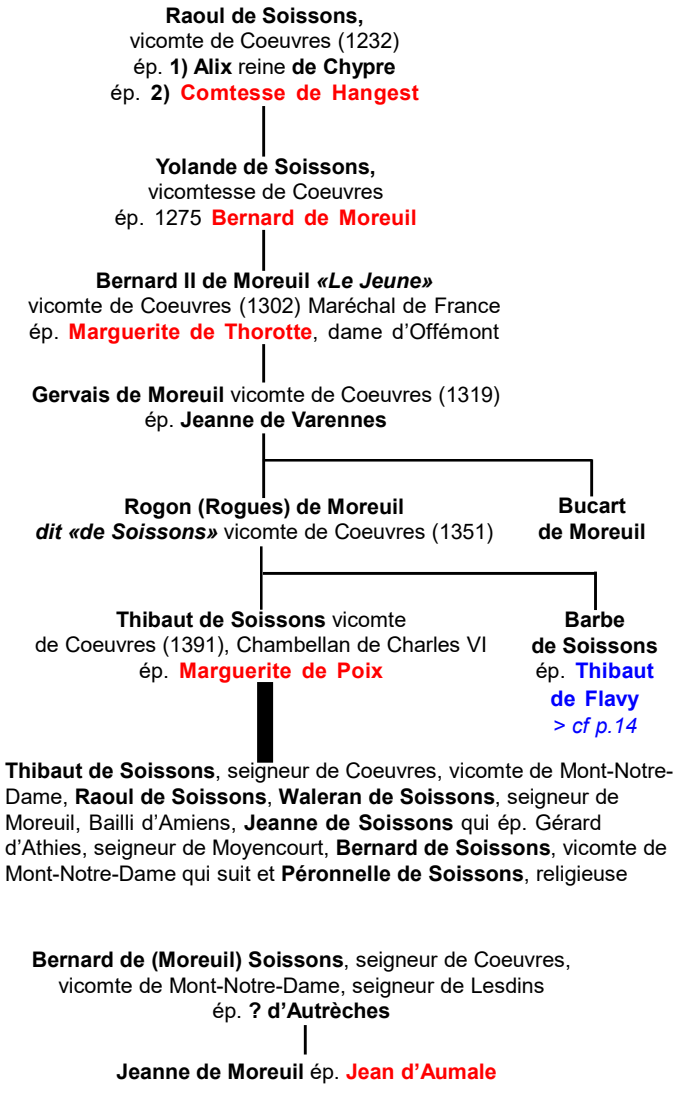 Raoul de Soissons,
vicomte de Coeuvres (1232)
ép. 1) Alix reine de Chypre
ép. 2) Comtesse de Hangest
Yolande de Soissons,
vicomtesse de Coeuvres
ép. 1275 Bernard de Moreuil
Bernard II de Moreuil «Le Jeune»
vicomte de Coeuvres (1302) Maréchal de France
ép. Marguerite de Thorotte, dame d’Offémont
Gervais de Moreuil vicomte de Coeuvres (1319)
ép. Jeanne de Varennes
Rogon (Rogues) de Moreuil
dit «de Soissons» vicomte de Coeuvres (1351)
Bucart
de Moreuil
Thibaut de Soissons vicomte
de Coeuvres (1391), Chambellan de Charles VI
ép. Marguerite de Poix
Barbe
de Soissons
ép. Thibaut
de Flavy
> cf p.14
Thibaut de Soissons, seigneur de Coeuvres, vicomte de Mont-Notre-
Dame, Raoul de Soissons, Waleran de Soissons, seigneur de
Moreuil, Bailli d’Amiens, Jeanne de Soissons qui ép. Gérard
d’Athies, seigneur de Moyencourt, Bernard de Soissons, vicomte de
Mont-Notre-Dame qui suit et Péronnelle de Soissons, religieuse
Bernard de (Moreuil) Soissons, seigneur de Coeuvres,
vicomte de Mont-Notre-Dame, seigneur de Lesdins
ép. ? d’Autrèches
Jeanne de Moreuil ép. Jean d’Aumale